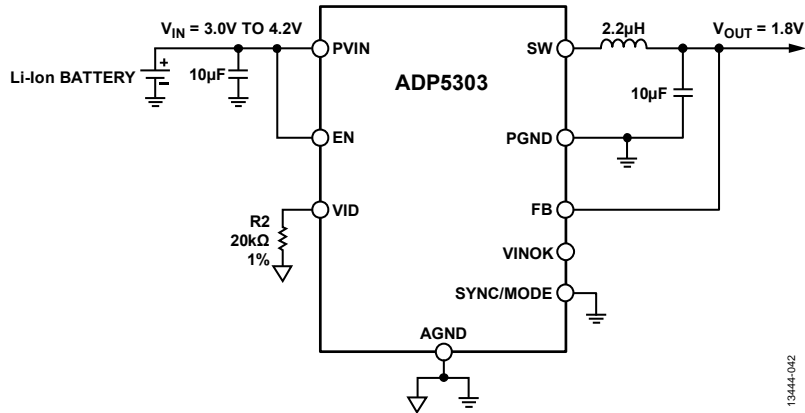 VIN = 3.0V TO 4.2V
PVIN
SW
2.2µH
VOUT = 1.8V
Li-Ion BATTERY
+
–
10µF
ADP5303
10µF
EN
PGND
VID
FB
R2
20kΩ
1%
VINOK
SYNC/MODE
AGND
13444-042